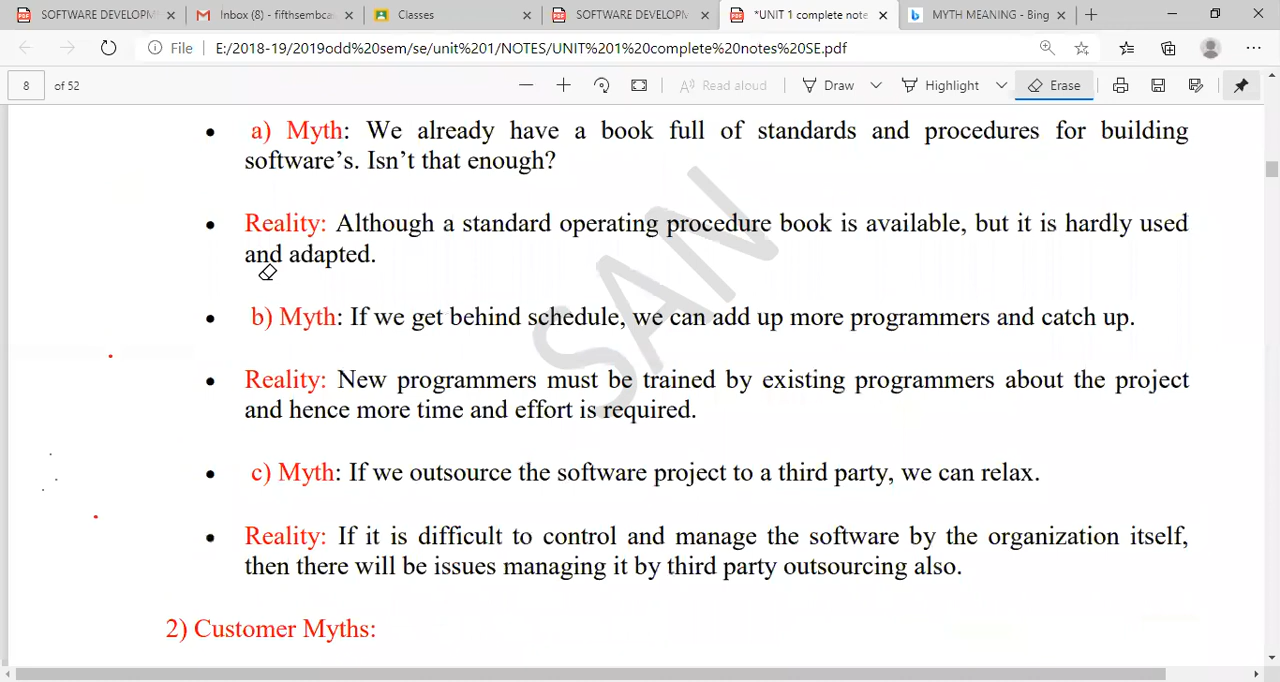 SOFTWARE DEVELOPM
Inbox (8) - fifthsembca
Classes
SOFTWARE DEVELOPM
*UNIT 1 complete note
MYTH MEANING - Bing
File
E:/2018-19/2019odd%20sem/se/unit%201/NOTES/UNIT%201%20complete%20notes%20SE.pdf
8 of 52
Read aloud
Draw
Highlight
Erase
SAN
• a) Myth: We already have a book full of standards and procedures for building
software's. Isn't that enough?
• Reality: Although a standard operating procedure book is available, but it is hardly used
and adapted.
• b) Myth: If we get behind schedule, we can add up more programmers and catch up.
• Reality: New programmers must be trained by existing programmers about the project
and hence more time and effort is required.
• c) Myth: If we outsource the software project to a third party, we can relax.
• Reality: If it is difficult to control and manage the software by the organization itself,
then there will be issues managing it by third party outsourcing also.
2) Customer Myths: